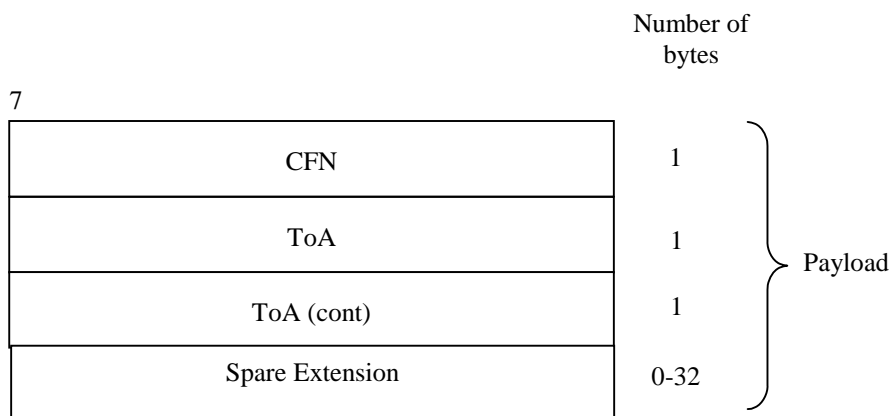 Number of
bytes
7
CFN 1
ToA 1
ToA (cont) 1
Payload
Spare Extension 0-32